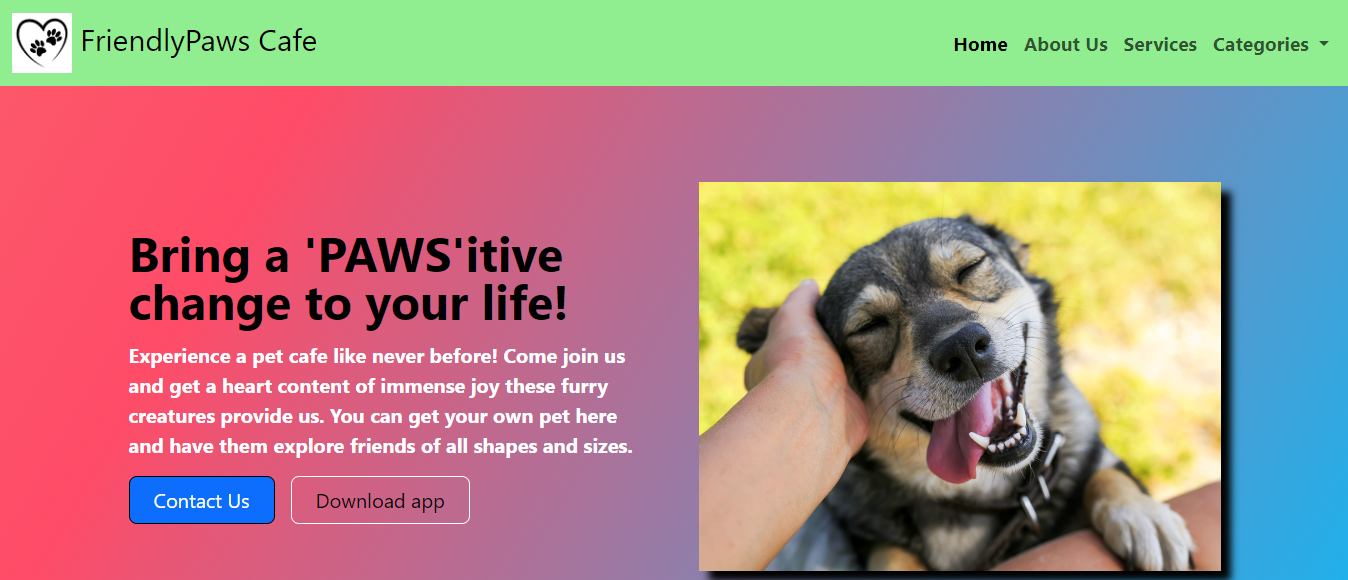 FriendlyPaws Cafe
Home About Us Services Categories
Bring a 'PAWS'itive
change to your life!
Experience a pet cafe like never before! Come join us
and get a heart content of immense joy these furry
creatures provide us. You can get your own pet here
and have them explore friends of all shapes and sizes.
Contact Us Download app